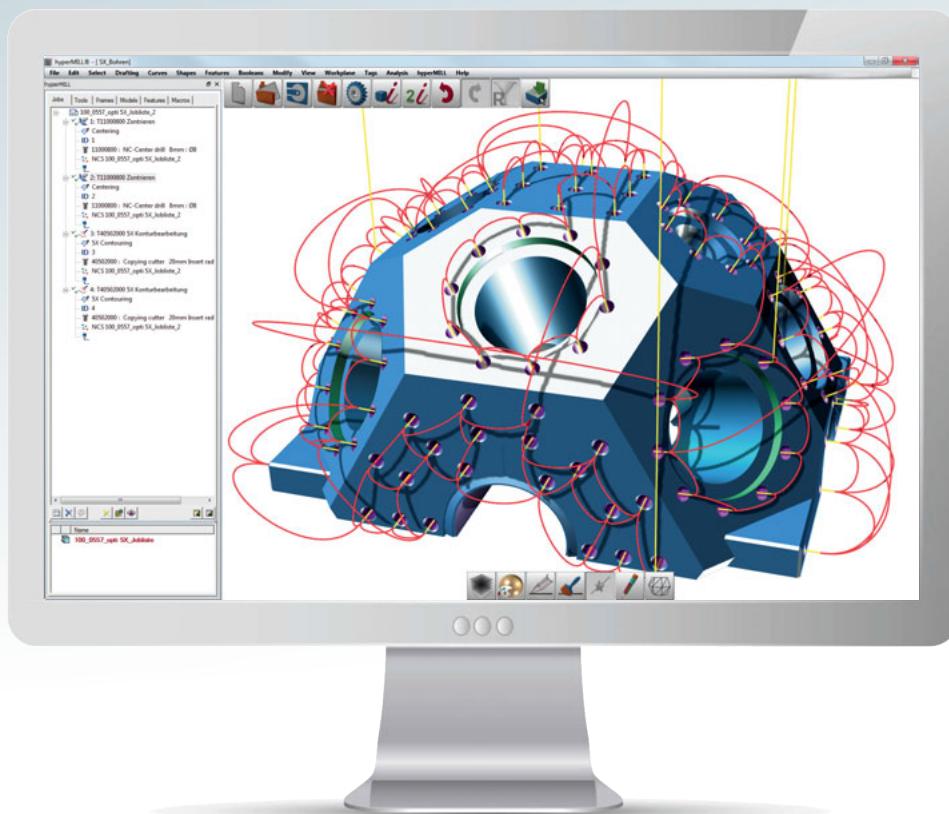 hyperMILL® - [ 5X_Bohren]
File Edit Select Drafting Curves Shapes Features Booleans Modify View Workplane Tags Analysis hyperMILL Help
hyperMILL
Jobs Tools Frames Models Features Macros
100_0557_opti 5X_Jobliste_2
1: T11000800 Zentrieren
Centering
1
11000800 : NC-Center drill 8mm : Ø8
NCS 100_0557_opti 5X_Jobliste_2
2: T11000800 Zentrieren
Centering
2
11000800 : NC-Center drill 8mm : Ø8
NCS 100_0557_opti 5X_Jobliste_2
3: T40502000 5X Konturbearbeitung
5X Contouring
3
40502000 : Copying cutter 20mm Insert rad
NCS 100_0557_opti 5X_Jobliste_2
4: T40502000 5X Konturbearbeitung
5X Contouring
4
40502000 : Copying cutter 20mm Insert rad
NCS 100_0557_opti 5X_Jobliste_2
Name
100_0557_opti 5X_Jobliste